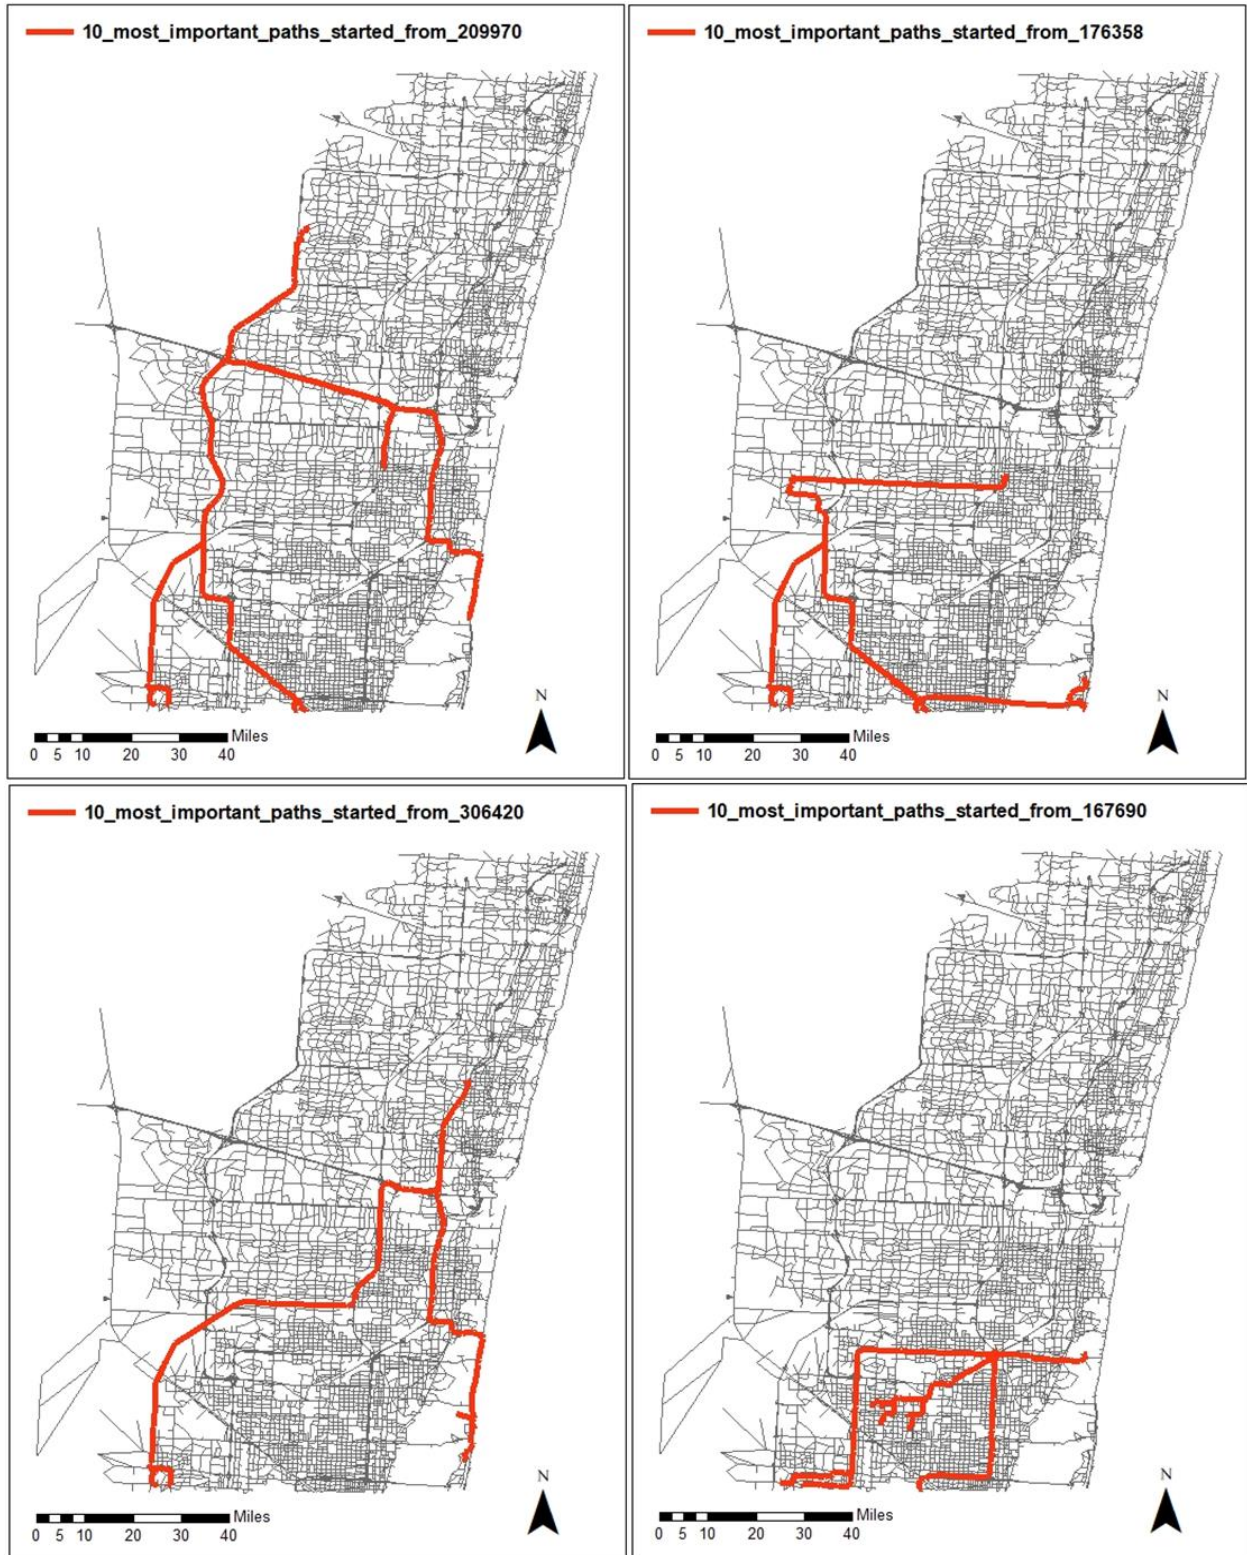 10_most_important_paths_started_from_209970
N
Miles
0 5 10 20 30 40
10_most_important_paths_started_from_176358
N
Miles
0 5 10 20 30 40
10_most_important_paths_started_from_306420
N
Miles
0 5 10 20 30 40
10_most_important_paths_started_from_167690
N
Miles
0 5 10 20 30 40